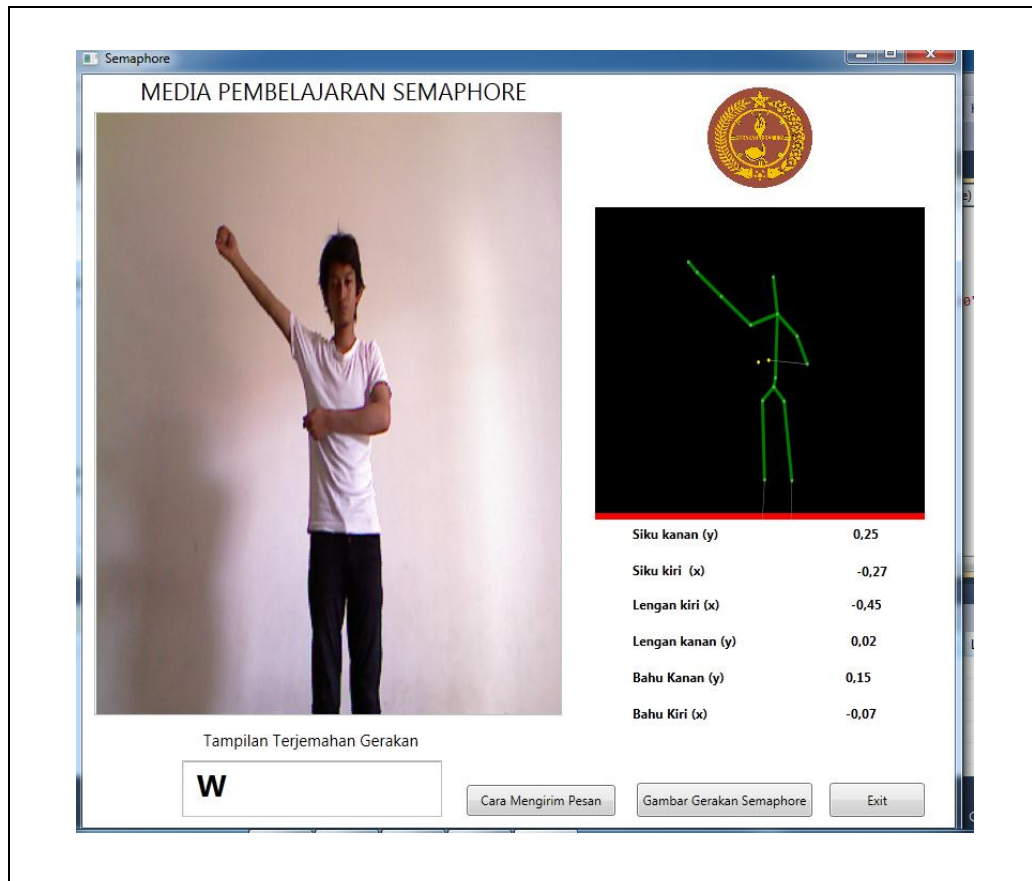 Semaphore
MEDIA PEMBELAJARAN SEMAPHORE
Siku kanan (y) 0,25
Siku kiri (x) -0,27
Lengan kiri (x) -0,45
Lengan kanan (y) 0,02
Bahu Kanan (y) 0,15
Bahu Kiri (x) -0,07
Tampilan Terjemahan Gerakan
W
Cara Mengirim Pesan
Gambar Gerakan Semaphore
Exit